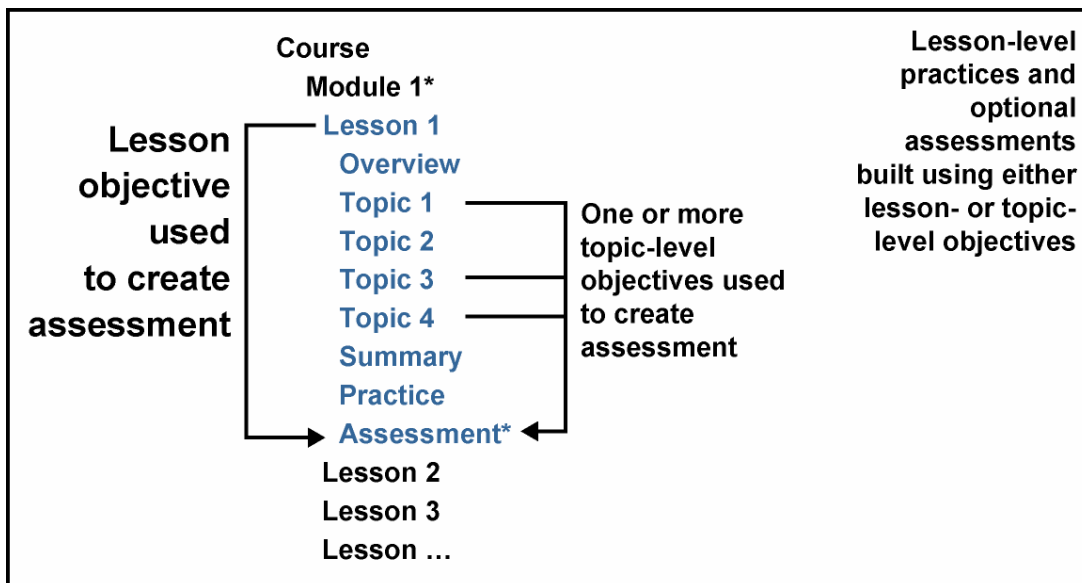 Course
Module 1*
Lesson 1
Overview
Topic 1
Topic 2
Topic 3
Topic 4
Summary
Practice
Assessment*
Lesson 2
Lesson 3
Lesson …
Lesson
objective
used
to create
assessment
One or more
topic-level
objectives used
to create
assessment
Lesson-level
practices and
optional
assessments
built using either
lesson- or topic-
level objectives